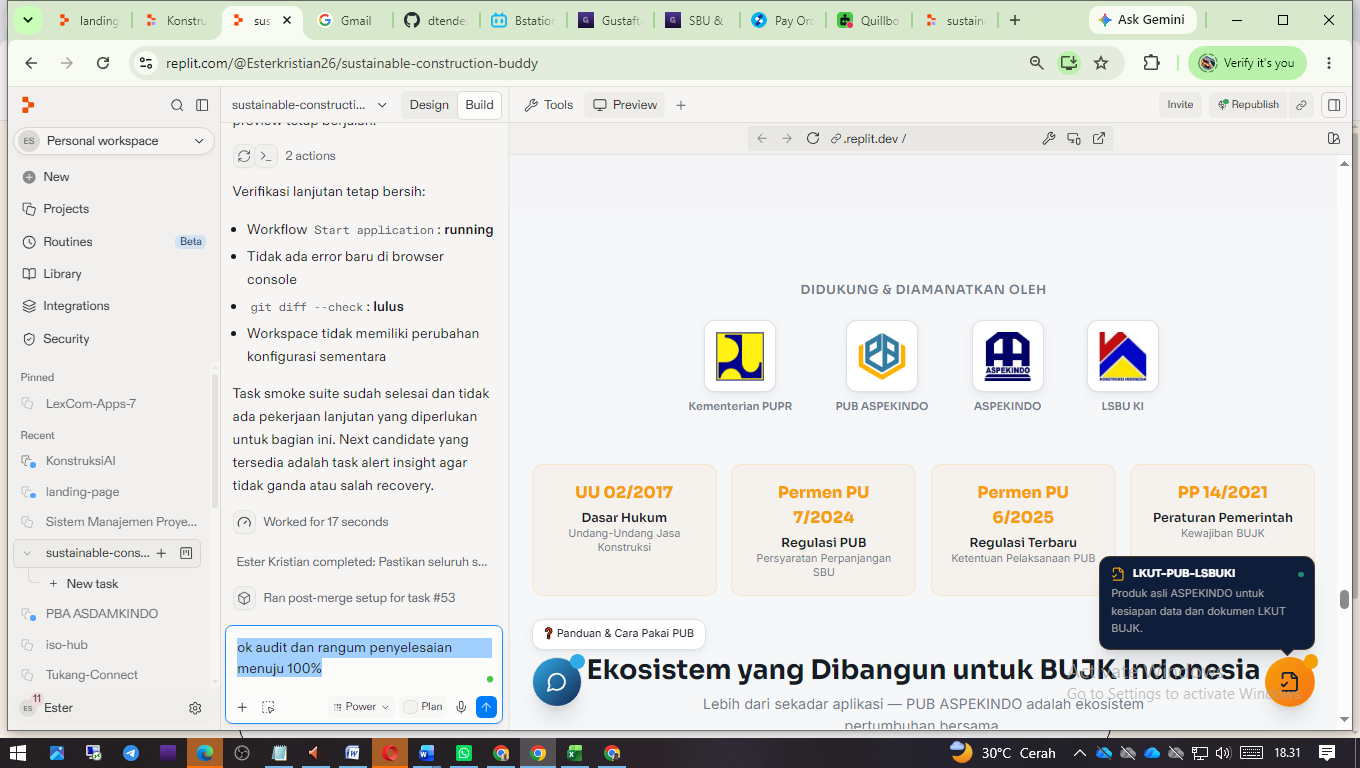 landing
Konstru
sus
Gmail
dtende
Bstation
Gustaft
SBU &
Pay Or
Quillbo
sustain
Ask Gemini
replit.com/@Esterkristian26/sustainable-construction-buddy
Verify it's you
sustainable-constructi...
Design
Build
Tools
Preview
Invite
Republish
ES
Personal workspace
.replit.dev /
New
Projects
Routines
Beta
Library
Integrations
Security
Pinned
LexCom-Apps-7
Recent
KonstruksiAI
landing-page
Sistem Manajemen Proye...
sustainable-cons...
New task
PBA ASDAMKINDO
iso-hub
Tukang-Connect
ES
11
Ester
preview tetap berjalan.
2 actions
Verifikasi lanjutan tetap bersih:
Workflow Start application : running
Tidak ada error baru di browser
console
git diff --check : lulus
Workspace tidak memiliki perubahan
konfigurasi sementara
Task smoke suite sudah selesai dan tidak
ada pekerjaan lanjutan yang diperlukan
untuk bagian ini. Next candidate yang
tersedia adalah task alert insight agar
tidak ganda atau salah recovery.
Worked for 17 seconds
Ester Kristian completed: Pastikan seluruh s...
Ran post-merge setup for task #53
ok audit dan rangum penyelesaian
menuju 100%
Power
Plan
DIDUKUNG & DIAMANATKAN OLEH
ASPEKINDO
KONSTRUKSI INDONESIA
Kementerian PUPR
PUB ASPEKINDO
ASPEKINDO
LSBU KI
UU 02/2017
Dasar Hukum
Undang-Undang Jasa
Konstruksi
Permen PU
7/2024
Regulasi PUB
Persyaratan Perpanjangan
SBU
Permen PU
6/2025
Regulasi Terbaru
Ketentuan Pelaksanaan PUB
PP 14/2021
Peraturan Pemerintah
Kewajiban BUJK
LKUT-PUB-LSBUKI
Produk asli ASPEKINDO untuk
kesiapan data dan dokumen LKUT
BUJK.
Panduan & Cara Pakai PUB
Ekosistem yang Dibangun untuk BUJK Indonesia
Lebih dari sekadar aplikasi — PUB ASPEKINDO adalah ekosistem
pertumbuhan bersama
Activate Windows
Go to Settings to activate Windows.
30°C Cerah
18.31